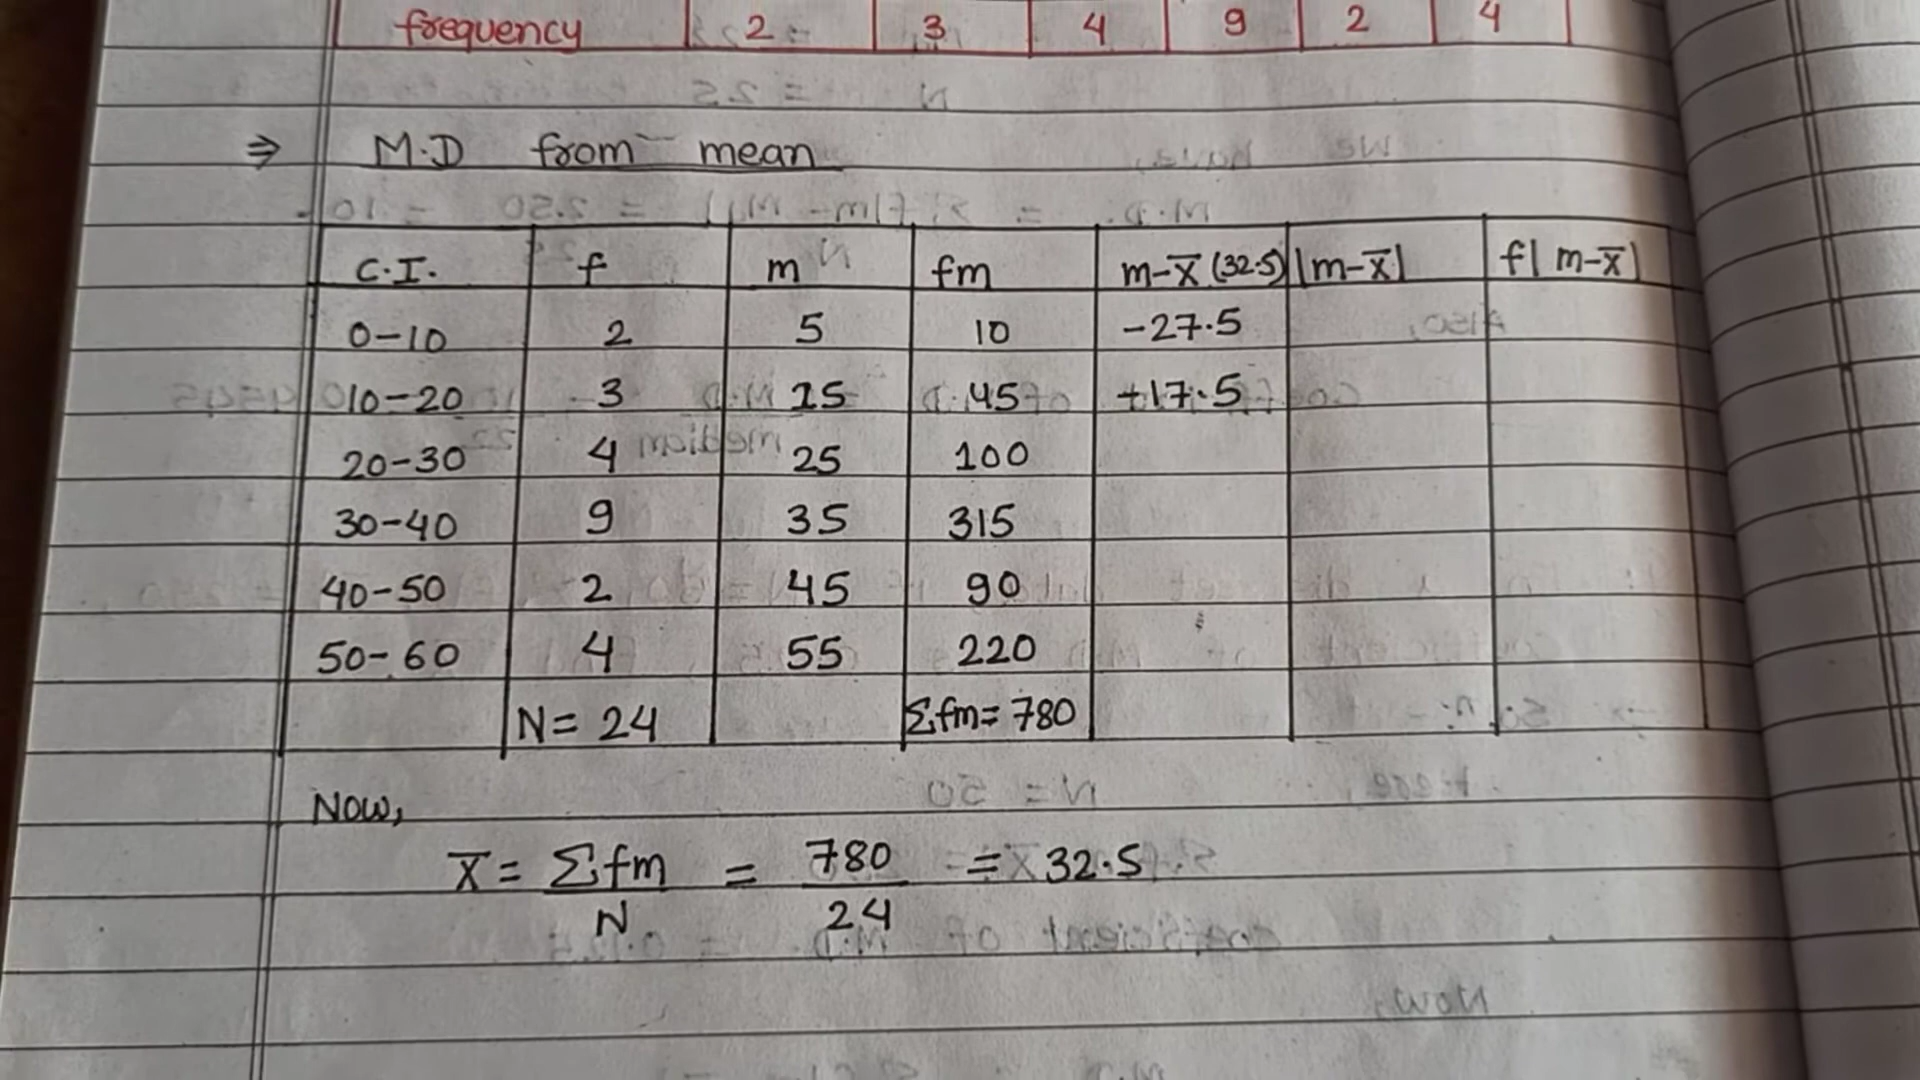 frequency 2 3 4 9 2 4
⇒ M.D from mean
C.I. f m fm m-x̅ (32.5) |m-x̅| f| m-x̅|
0-10 2 5 10 -27.5
10-20 3 15 45 +17.5
20-30 4 25 100
30-40 9 35 315
40-50 2 45 90
50-60 4 55 220
N= 24 Σfm= 780
Now,
x̅ = Σfm/N = 780/24 = 32.5